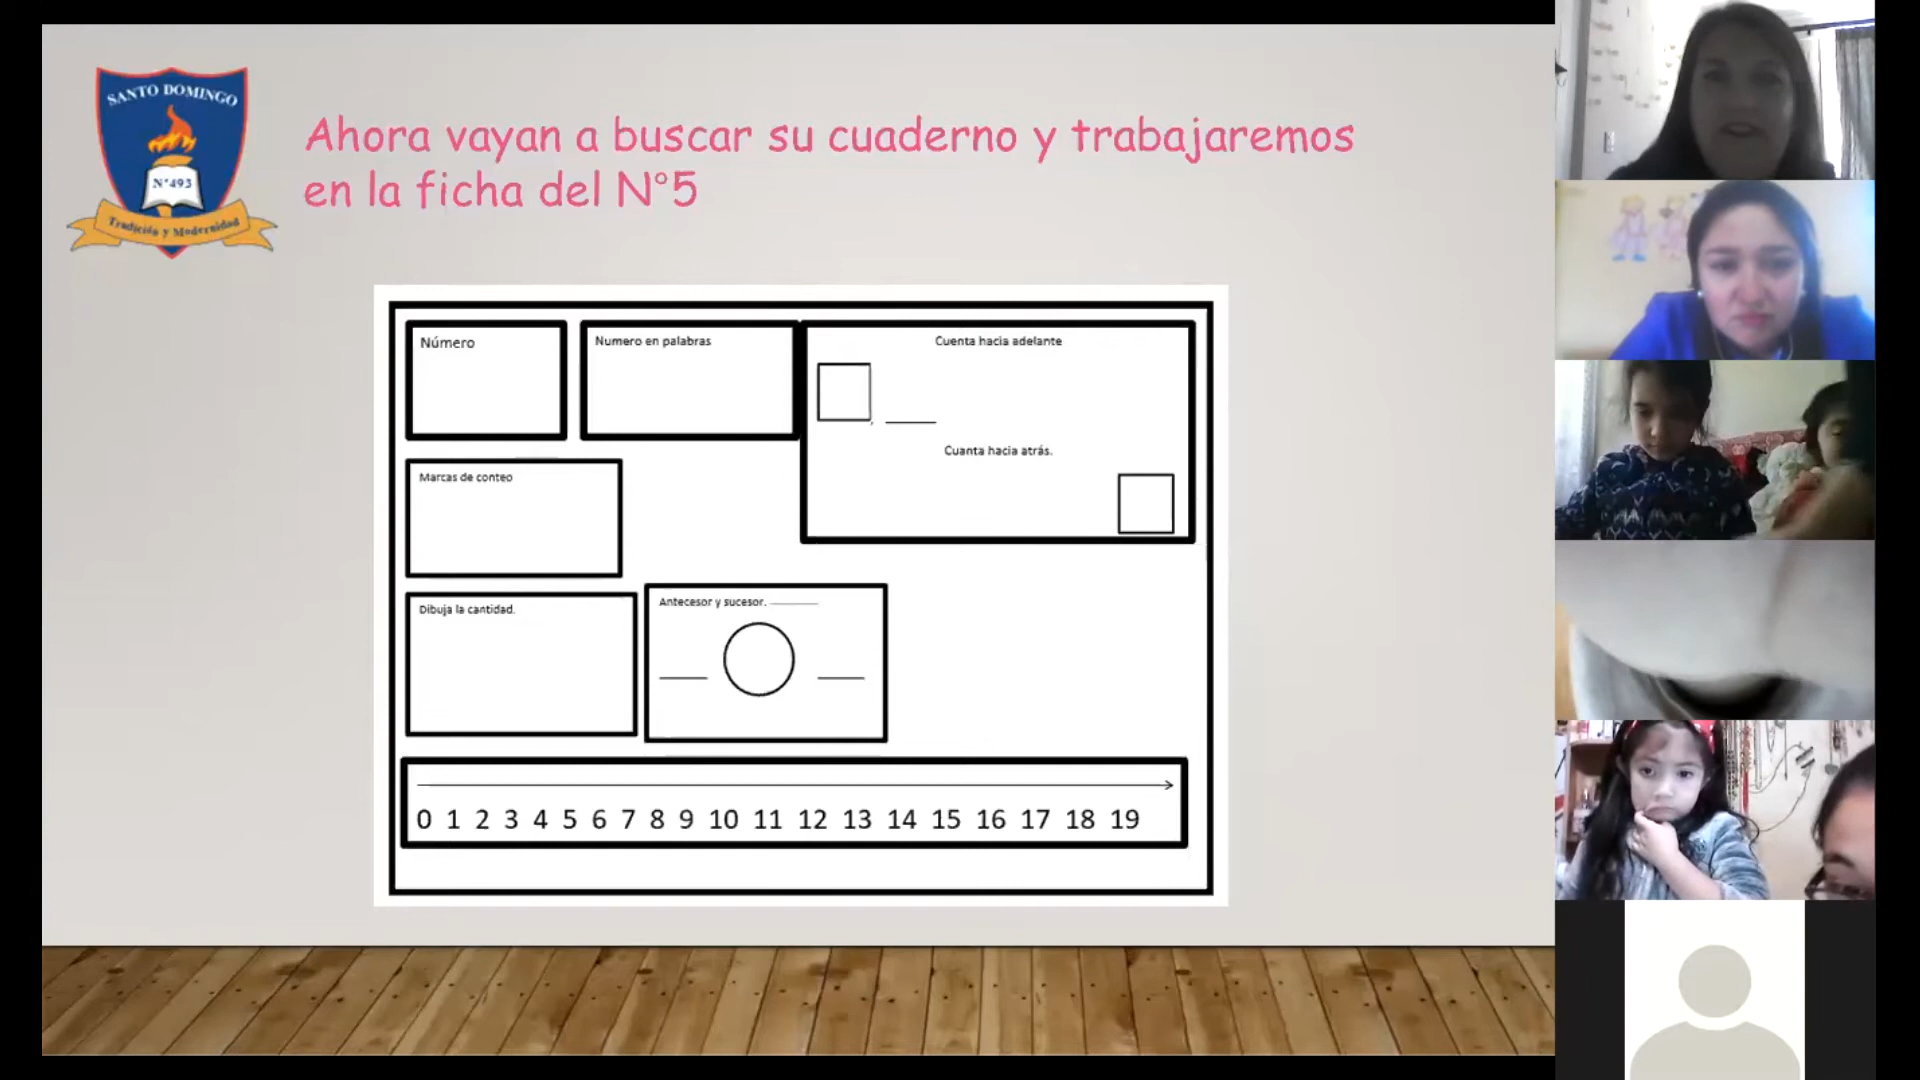 SANTO DOMINGO
N°493
Tradición y Modernidad
Ahora vayan a buscar su cuaderno y trabajaremos
en la ficha del N°5
Número
Numero en palabras
Cuenta hacia adelante
,
Cuanta hacia atrás.
Marcas de conteo
Dibuja la cantidad.
Antecesor y sucesor.
0 1 2 3 4 5 6 7 8 9 10 11 12 13 14 15 16 17 18 19